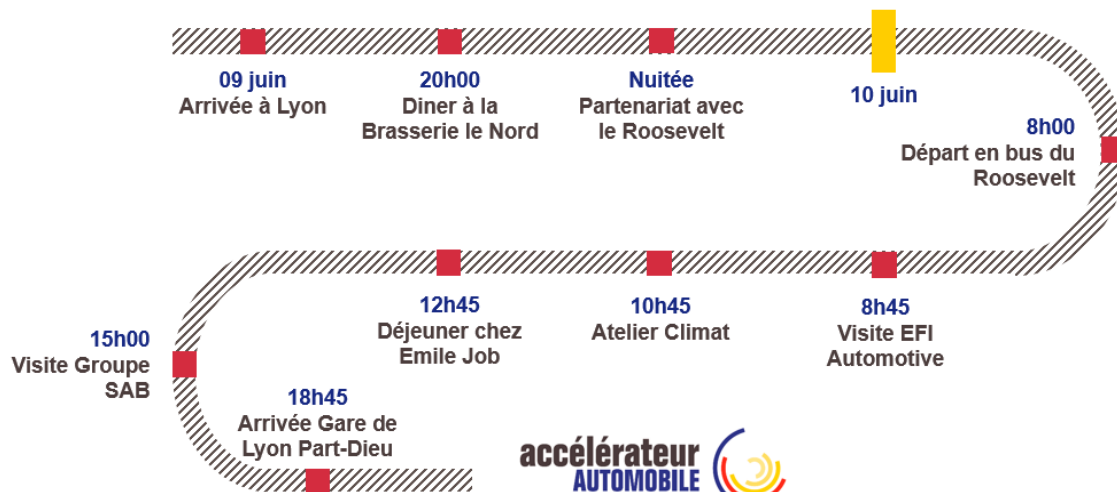 09 juin
Arrivée à Lyon
20h00
Diner à la
Brasserie le Nord
Nuitée
Partenariat avec
le Roosevelt
10 juin
8h00
Départ en bus du
Roosevelt
8h45
Visite EFI
Automotive
10h45
Atelier Climat
12h45
Déjeuner chez
Emile Job
15h00
Visite Groupe
SAB
18h45
Arrivée Gare de
Lyon Part-Dieu
accélérateur
AUTOMOBILE